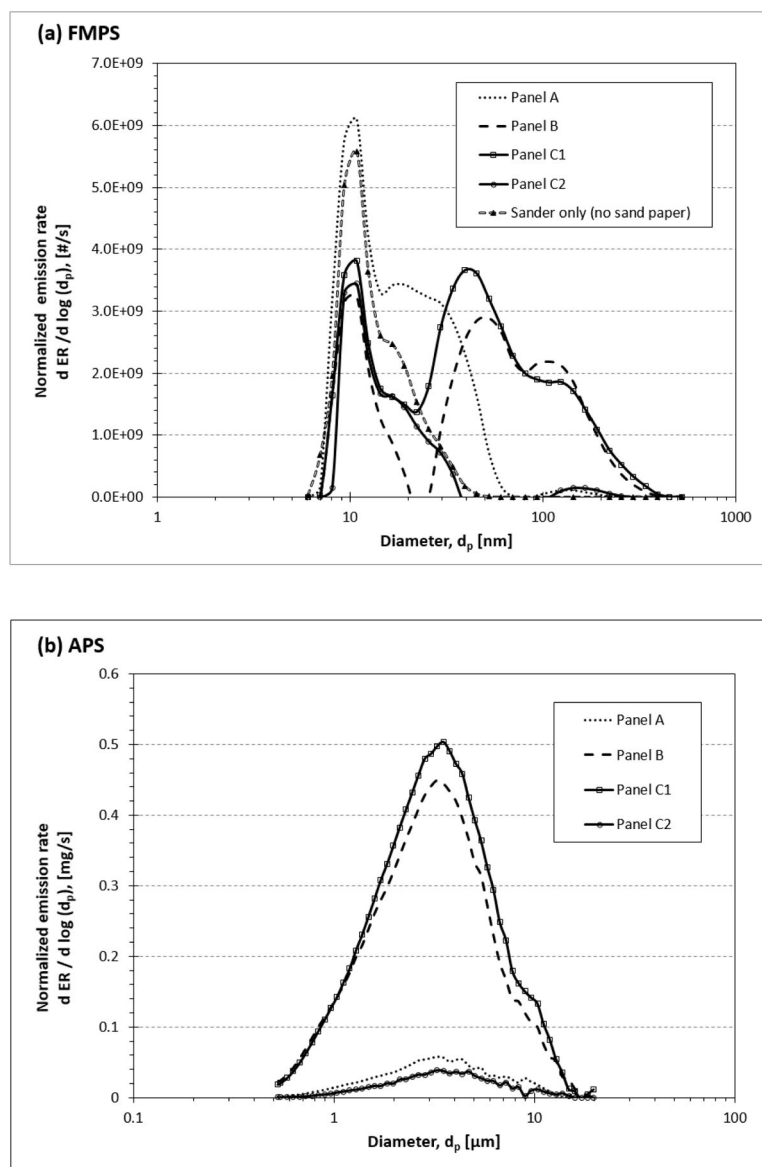 (a) FMPS
7.0E+09
6.0E+09
5.0E+09
4.0E+09
3.0E+09
2.0E+09
1.0E+09
0.0E+00
Normalized emission rate
d ER / d log (dp), [#/s]
Panel A
Panel B
Panel C1
Panel C2
Sander only (no sand paper)
1
10
100
1000
Diameter, dp [nm]
(b) APS
0.6
0.5
0.4
0.3
0.2
0.1
0
Normalized emission rate
d ER / d log (dp), [mg/s]
Panel A
Panel B
Panel C1
Panel C2
0.1
1
10
100
Diameter, dp [µm]